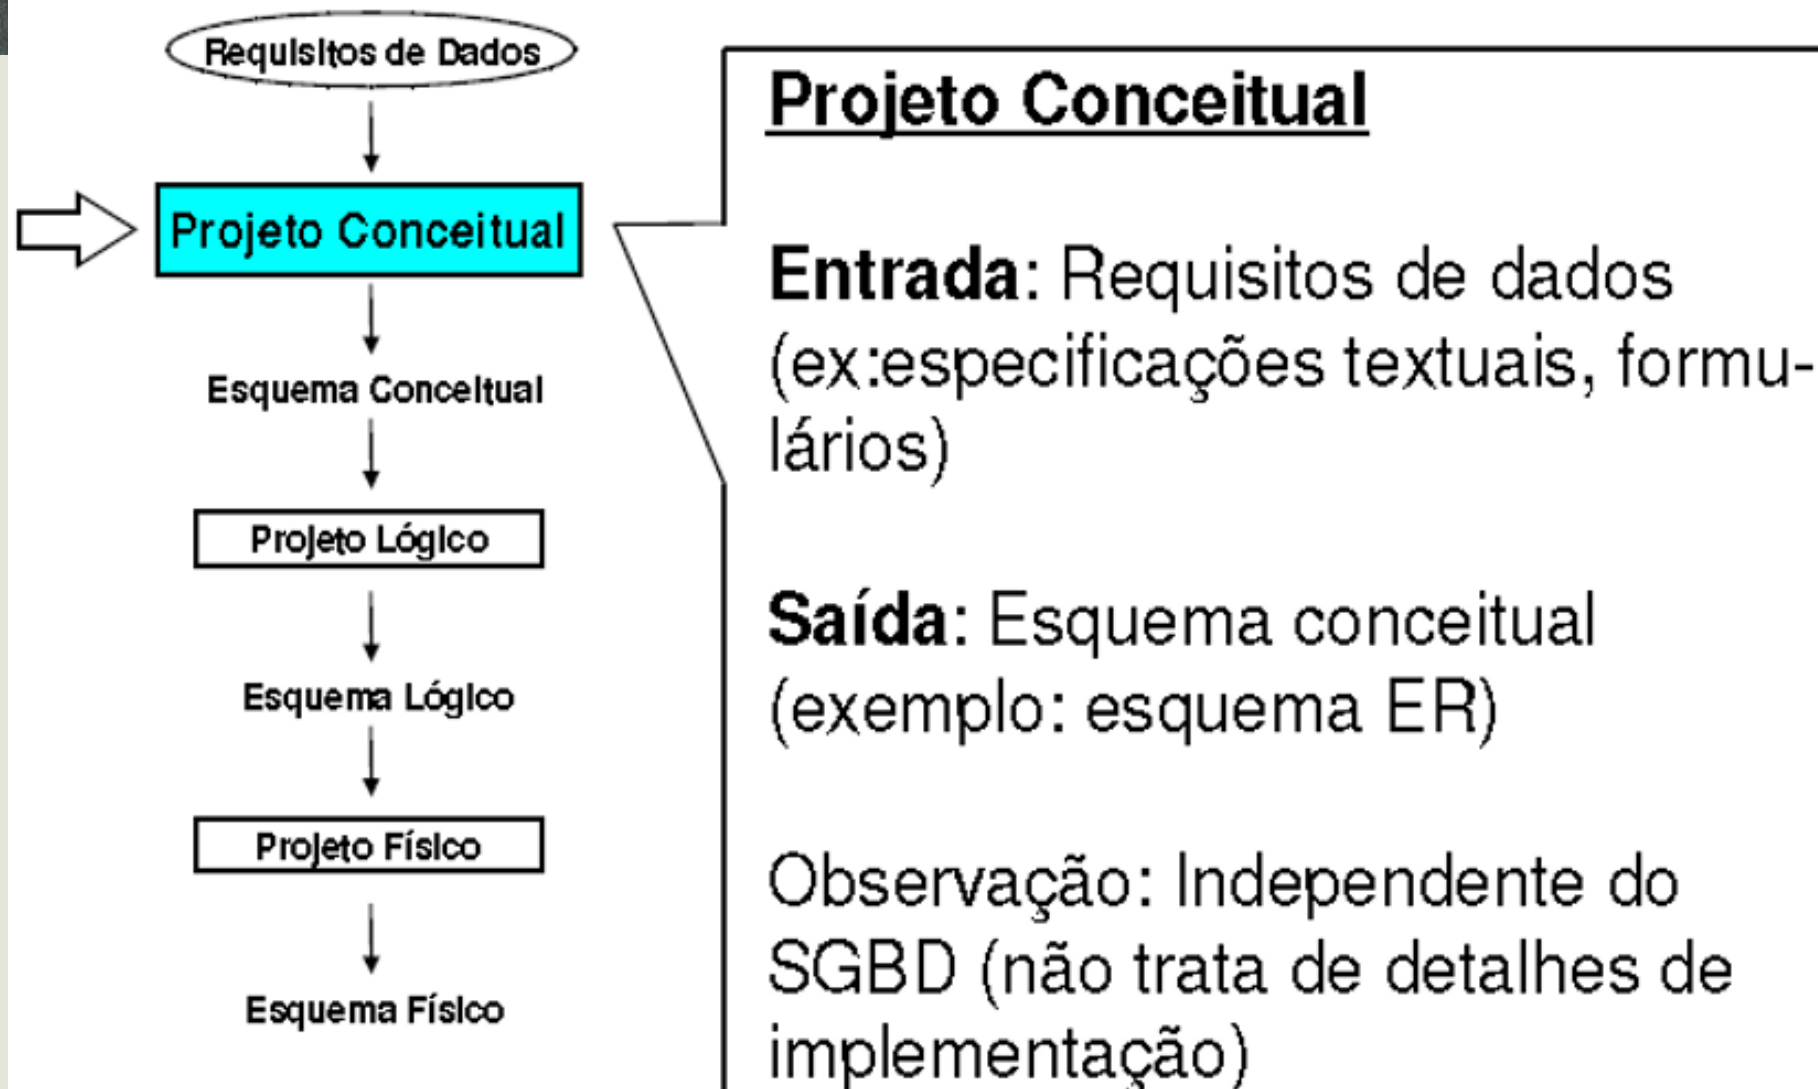 Requisitos de Dados
Projeto Conceitual
Esquema Conceitual
Projeto Lógico
Esquema Lógico
Projeto Físico
Esquema Físico
Projeto Conceitual
Entrada: Requisitos de dados
(ex:especificações textuais, formu-
lários)
Saída: Esquema conceitual
(exemplo: esquema ER)
Observação: Independente do
SGBD (não trata de detalhes de
implementação)